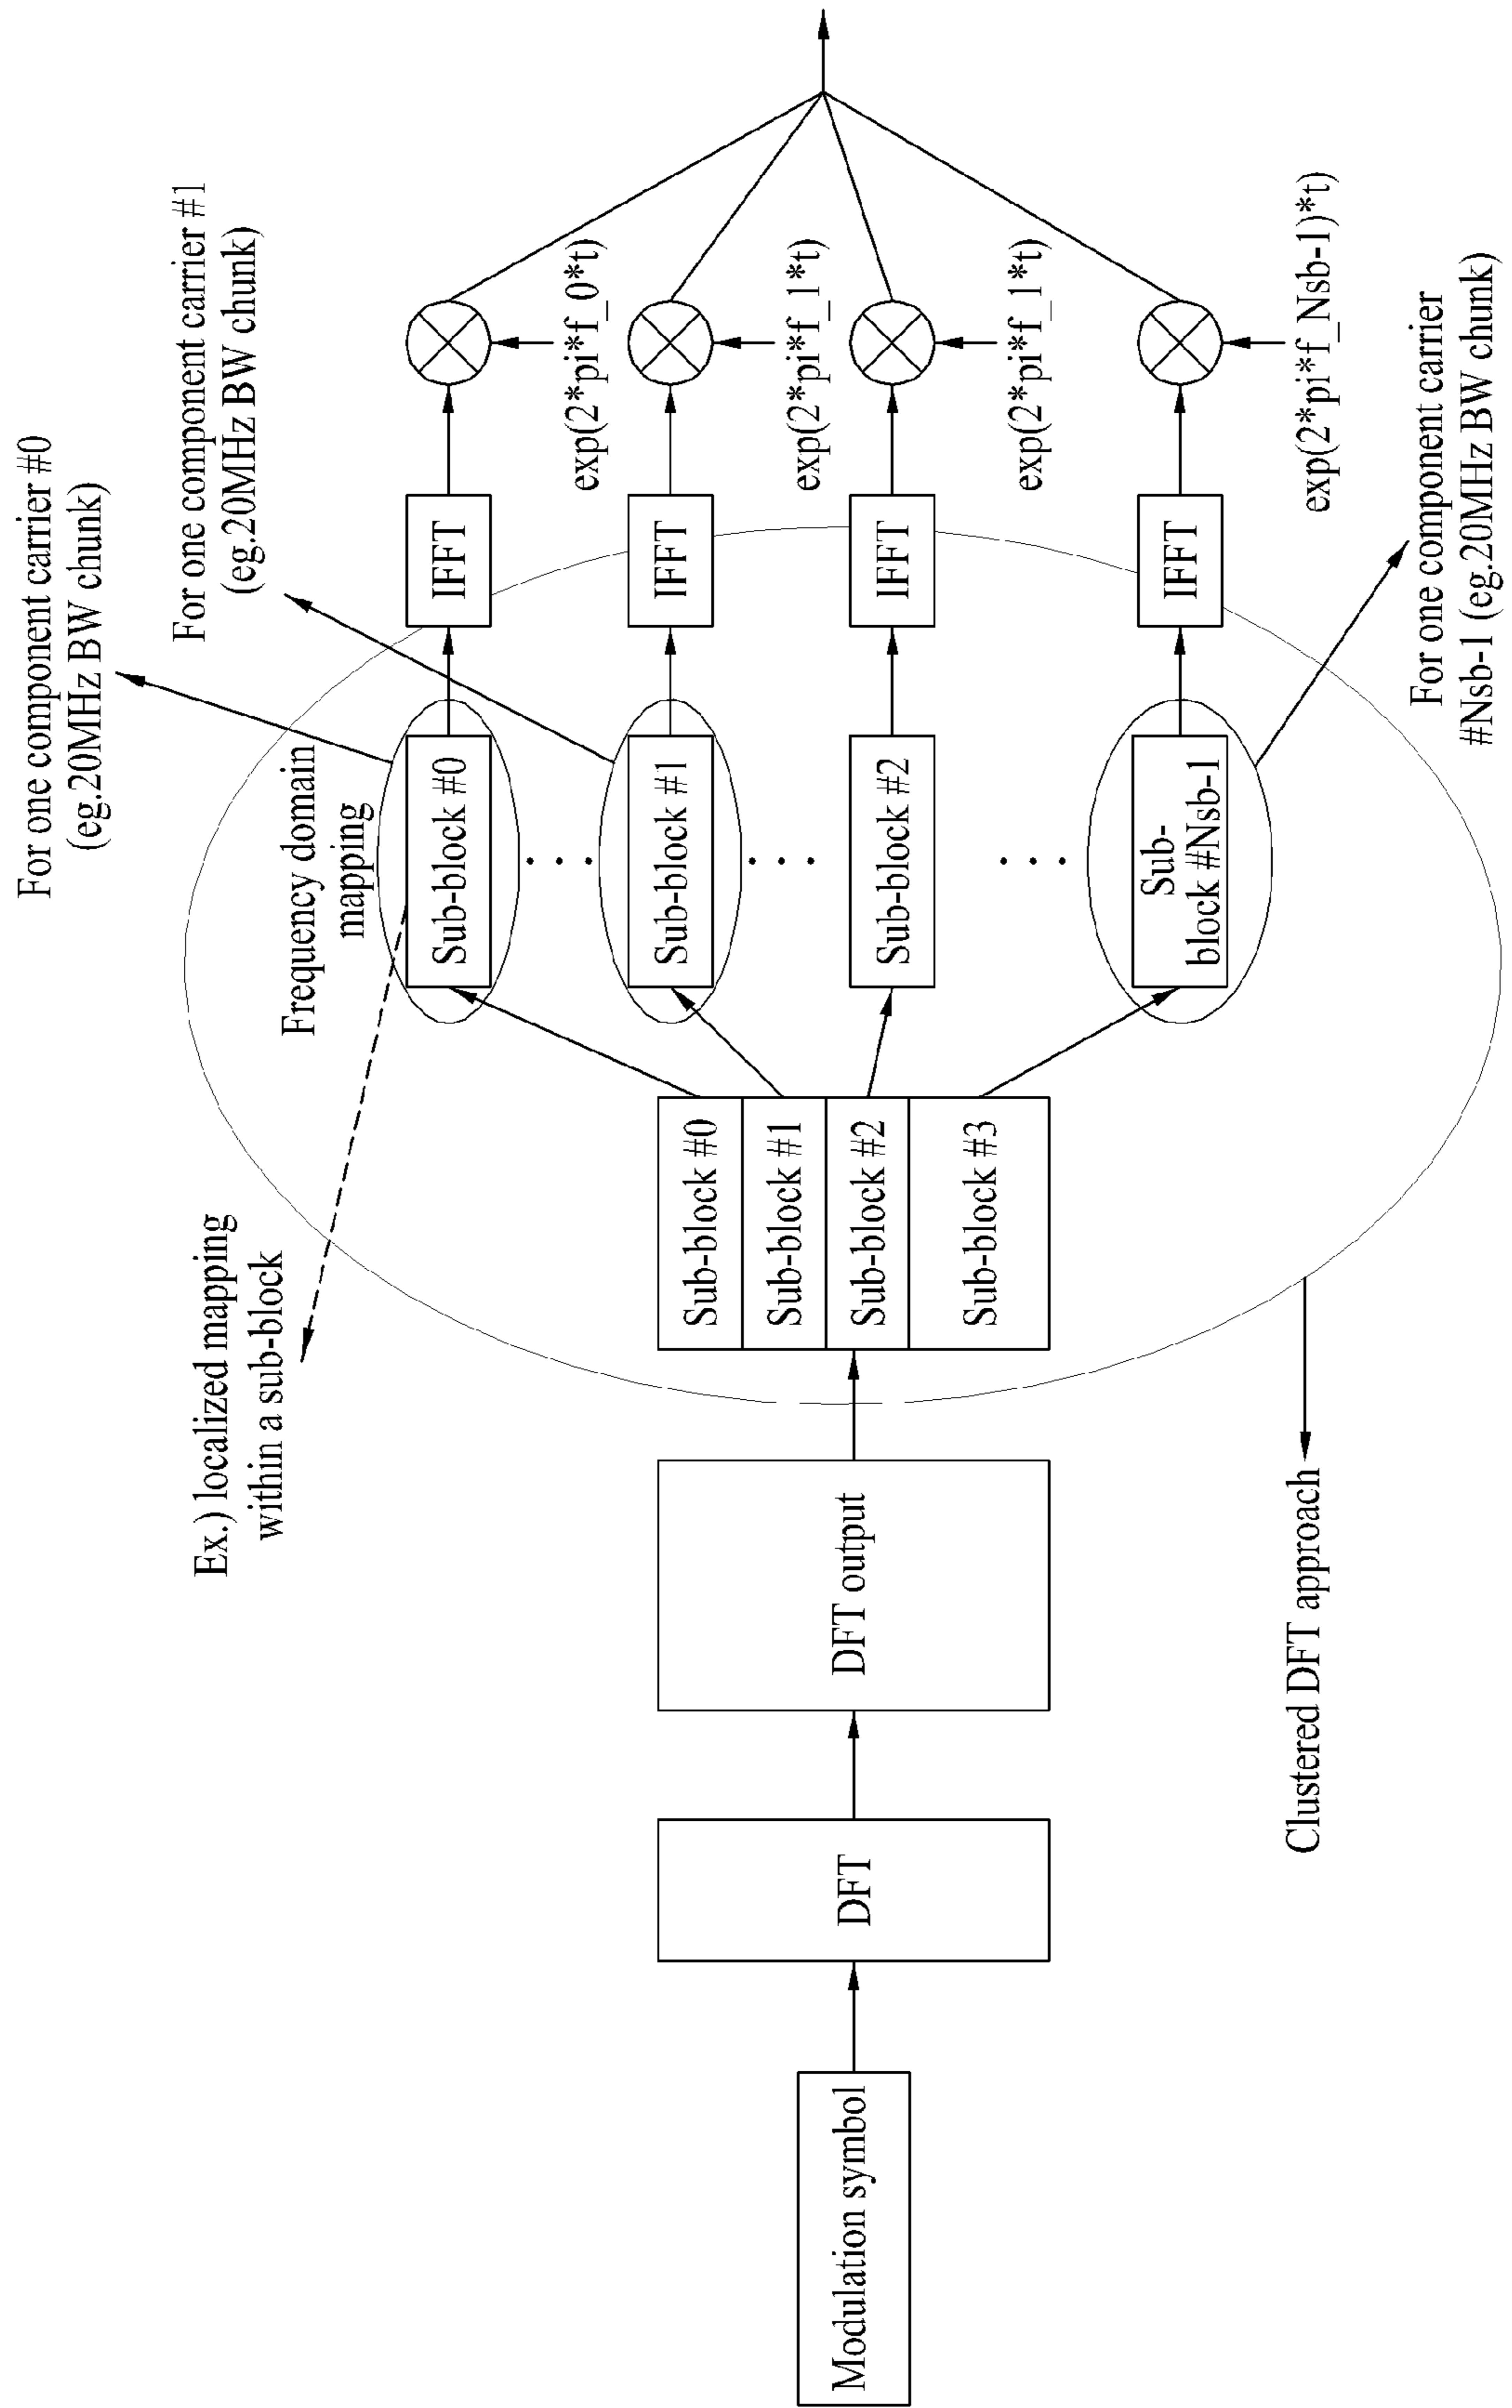 For one component carrier #0
(eg.20MHz BW chunk)
For one component carrier #1
(eg.20MHz BW chunk)
Ex.) localized mapping
within a sub-block
Frequency domain
mapping
Modulation symbol
DFT
DFT output
Sub-block #0
Sub-block #1
Sub-block #2
Sub-block #3
Sub-block #0
IFFT
exp(2*pi*f_0*t)
Sub-block #1
IFFT
exp(2*pi*f_1*t)
Sub-block #2
IFFT
exp(2*pi*f_1*t)
Sub-
block #Nsb-1
IFFT
exp(2*pi*f_Nsb-1)*t)
Clustered DFT approach
For one component carrier
#Nsb-1 (eg.20MHz BW chunk)